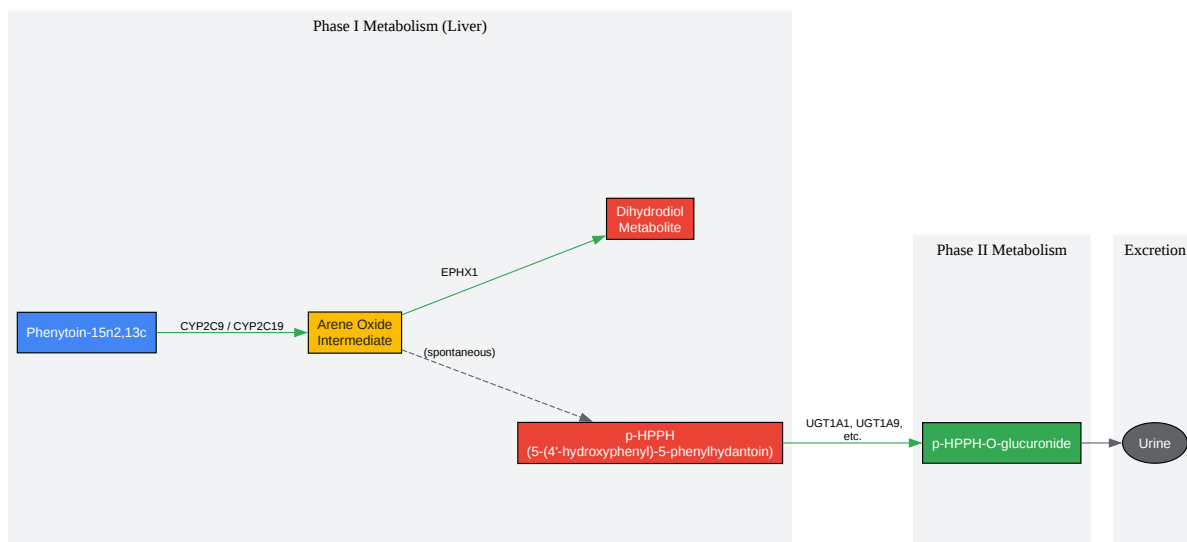 Phase I Metabolism (Liver)
Dihydrodiol
Metabolite
EPHX1
Phenytoin-15n2,13c
CYP2C9 / CYP2C19
Arene Oxide
Intermediate
(spontaneous)
p-HPPH
(5-(4'-hydroxyphenyl)-5-phenylhydantoin)
UGT1A1, UGT1A9,
etc.
Phase II Metabolism
p-HPPH-O-glucuronide
Excretion
Urine